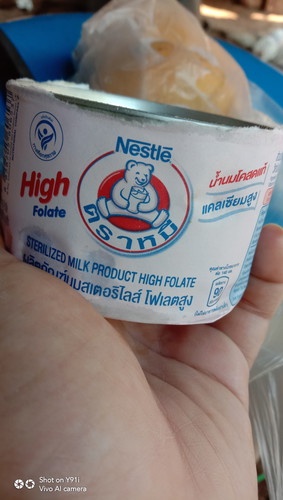 Nestlé
High
Folate
ตราหมี
น้ำนมโคสดแท้
แคลเซียมสูง
STERILIZED MILK PRODUCT HIGH FOLATE
ผลิตภัณฑ์นมสเตอริไลส์ โฟเลตสูง
90
SHOT ON Y91i
Vivo AI camera